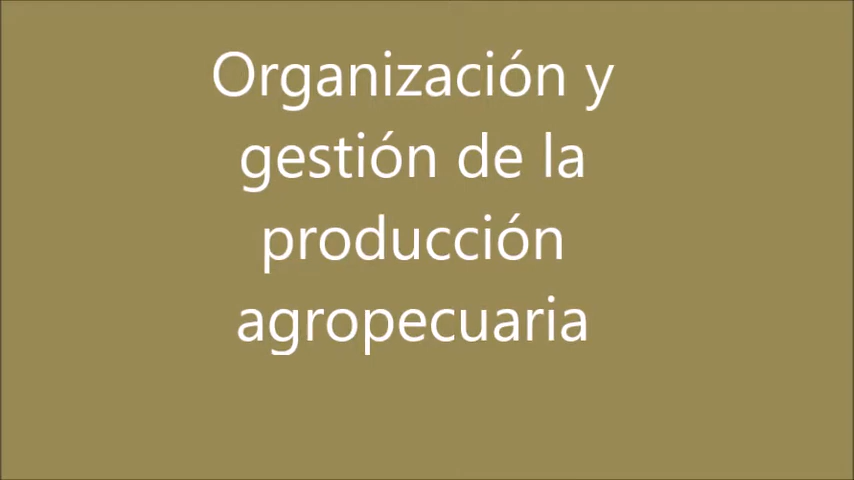 Organización y
gestión de la
producción
agropecuaria